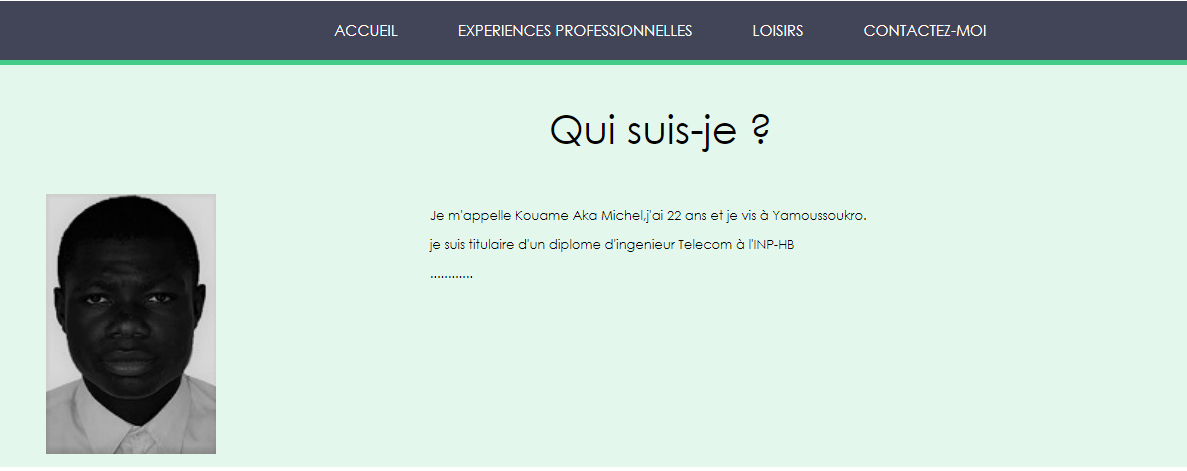 ACCUEIL EXPERIENCES PROFESSIONNELLES LOISIRS CONTACTEZ-MOI
Qui suis-je ?
Je m'appelle Kouame Aka Michel,j'ai 22 ans et je vis à Yamoussoukro.
je suis titulaire d'un diplome d'ingenieur Telecom à l'INP-HB
............